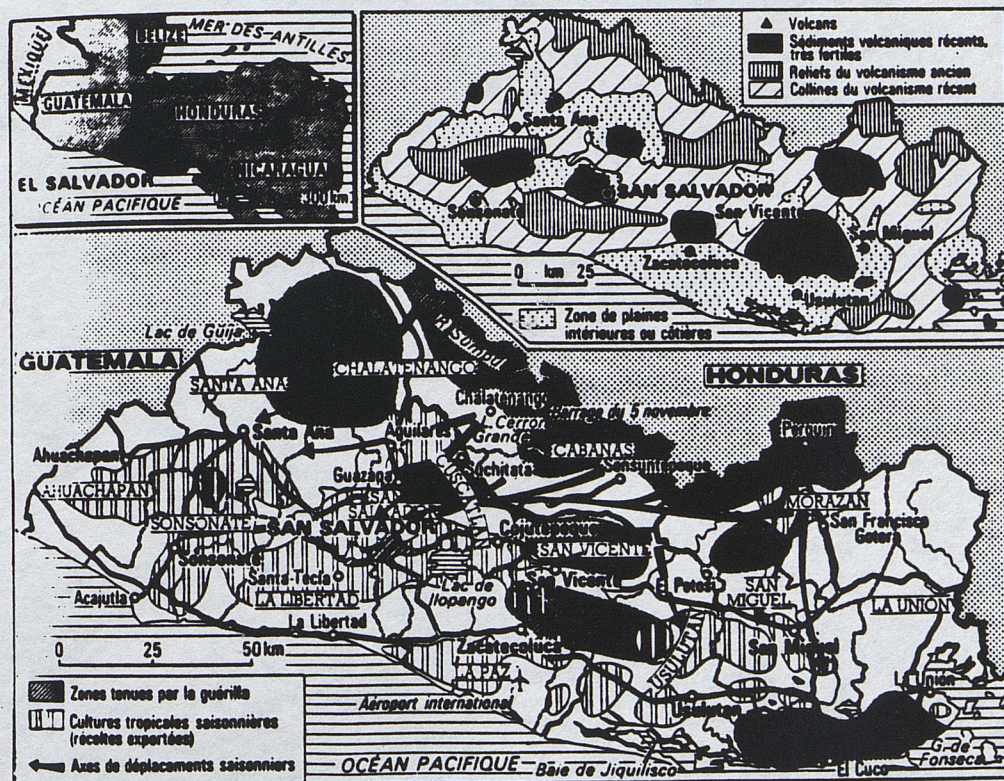 MEXIQUE
BELIZE
MER DES ANTILLES
GUATEMALA
HONDURAS
NICARAGUA
EL SALVADOR
OCÉAN PACIFIQUE
300 km
Volcans
Sédiments volcaniques récents,
très fertiles
Reliefs du volcanisme ancien
Collines du volcanisme récent
Santa Ana
SAN SALVADOR
Sonsonate
San Vicente
San Miguel
Zacatecoluca
Usulutan
0 km 25
Zone de plaines
intérieures ou côtières
GUATEMALA
HONDURAS
Lac de Güija
SANTA ANA
CHALATENANGO
Chalatenango
Barrage du 5 novembre
L. Cerron
Grande
Perquin
Santa Ana
Aguilares
CABANAS
Ahuachapan
Guazapa
Suchitoto
Sensuntepeque
AHUACHAPAN
CUSCATLAN
MORAZAN
SAN
SALVADOR
SONSONATE
SAN SALVADOR
Cojutepeque
San Francisco
Gotera
Sonsonate
SAN VICENTE
Santa-Tecla
San Vicente
SAN
MIGUEL
Lac de
Ilopango
LA LIBERTAD
LA UNION
Acajutla
La Libertad
Zacatecoluca
USULUTAN
San Miguel
0 25 50 km
LA PAZ
La Union
Zones tenues par la guérilla
Aéroport international
Usulutan
Cultures tropicales saisonnières
(récoltes exportées)
Axes de déplacements saisonniers
G. de
Fonseca
OCÉAN PACIFIQUE
Baie de Jiquilisco
El Cuco